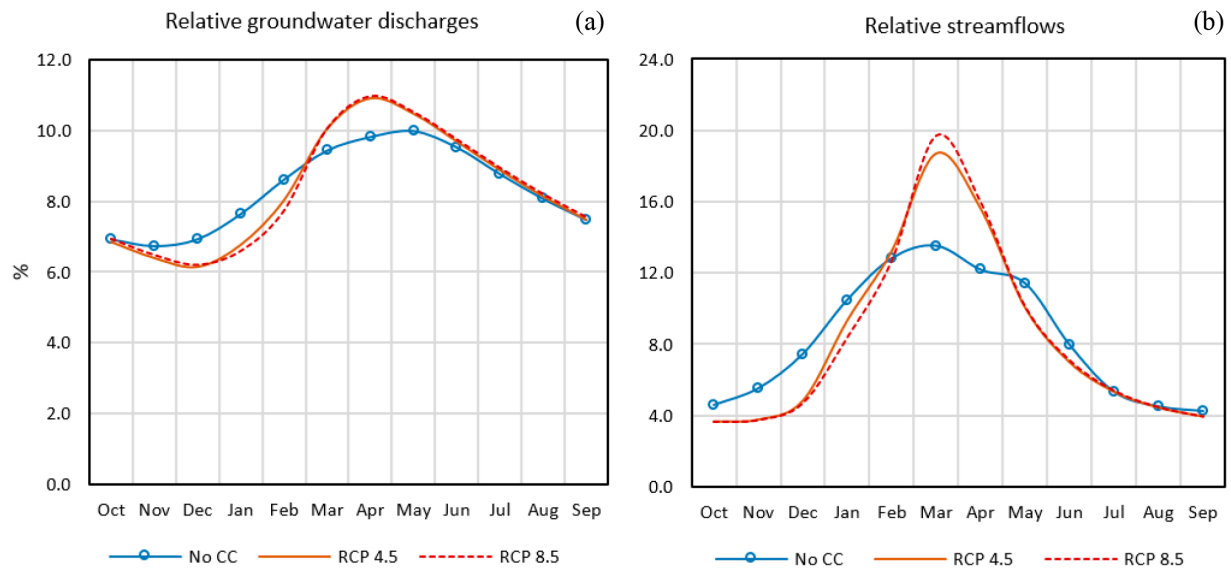 Relative groundwater discharges
(a)
12.0
10.0
8.0
6.0
4.0
2.0
0.0
%
Oct Nov Dec Jan Feb Mar Apr May Jun Jul Aug Sep
No CC RCP 4.5 RCP 8.5
Relative streamflows
(b)
24.0
20.0
16.0
12.0
8.0
4.0
0.0
Oct Nov Dec Jan Feb Mar Apr May Jun Jul Aug Sep
No CC RCP 4.5 RCP 8.5